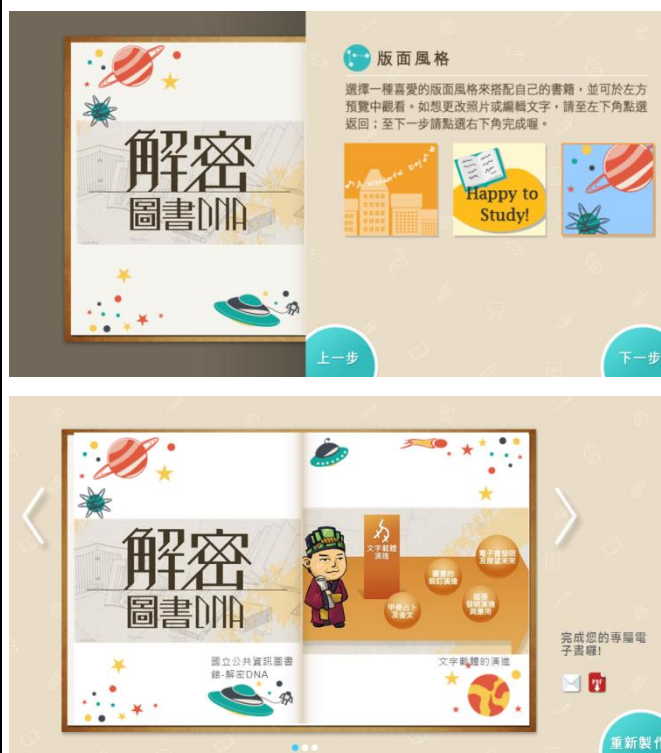 解密
圖書DNA
版面風格
選擇一種喜愛的版面風格來搭配自己的書籍，並可於左方
預覽中觀看。如想更改照片或編輯文字，請至左下角點選
返回；至下一步請點選右下角完成喔。
A Wonderful Day
Happy to
Study!
上一步
下一步
解密
圖書DNA
國立公共資訊圖書
館-解密DNA
文字載體
演進
電子書發明
及展望未來
圖書的
裝訂演進
紙張
發明演進
與應用
甲骨占卜
及金文
文字載體的演進
完成您的專屬電
子書囉!
PDF
重新製作